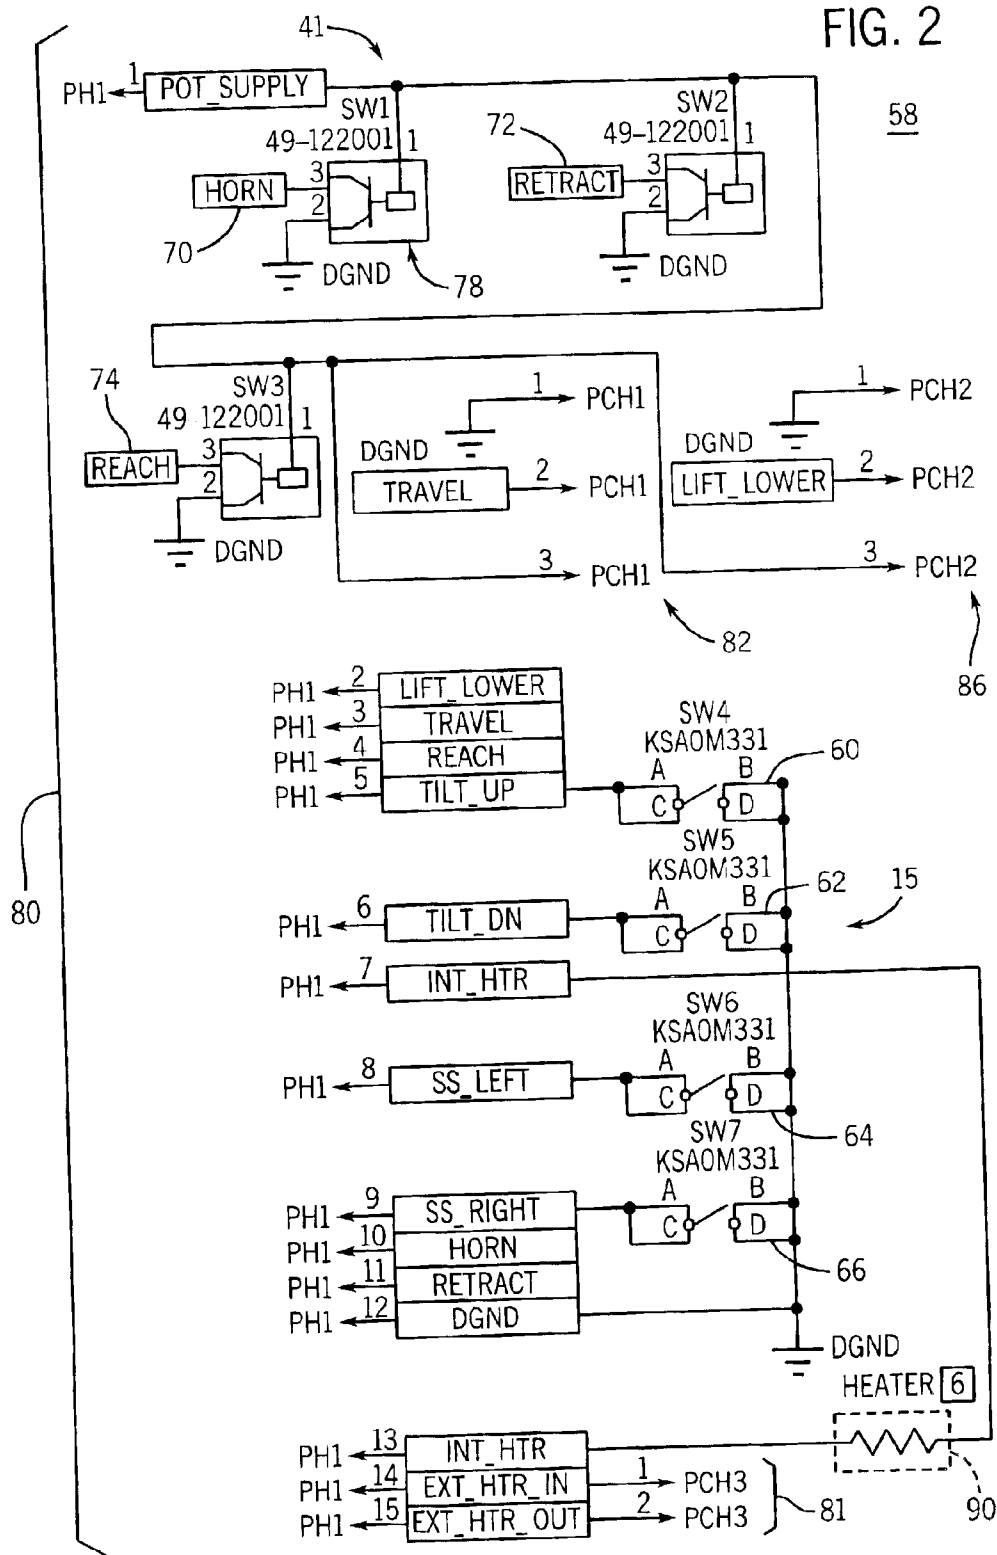 FIG. 2
41
58
PH1 1 POT_SUPPLY
SW1
49-122001 1
HORN 3
2
70
DGND
78
SW2
49-122001 1
72
RETRACT 3
2
DGND
74
SW3
49-122001 1
REACH 3
2
DGND
1 PCH1
DGND
TRAVEL 2 PCH1
3 PCH1
82
1 PCH2
DGND
LIFT_LOWER 2 PCH2
3 PCH2
86
80
PH1 2 LIFT_LOWER
PH1 3 TRAVEL
PH1 4 REACH
PH1 5 TILT_UP
SW4
KSA0M331
A B 60
C D
SW5
KSA0M331
PH1 6 TILT_DN
A B 62
C D
15
PH1 7 INT_HTR
SW6
KSA0M331
PH1 8 SS_LEFT
A B
C D
64
SW7
KSA0M331
PH1 9 SS_RIGHT
A B
C D
66
PH1 10 HORN
PH1 11 RETRACT
PH1 12 DGND
DGND
HEATER 6
90
PH1 13 INT_HTR
PH1 14 EXT_HTR_IN 1 PCH3
PH1 15 EXT_HTR_OUT 2 PCH3
81